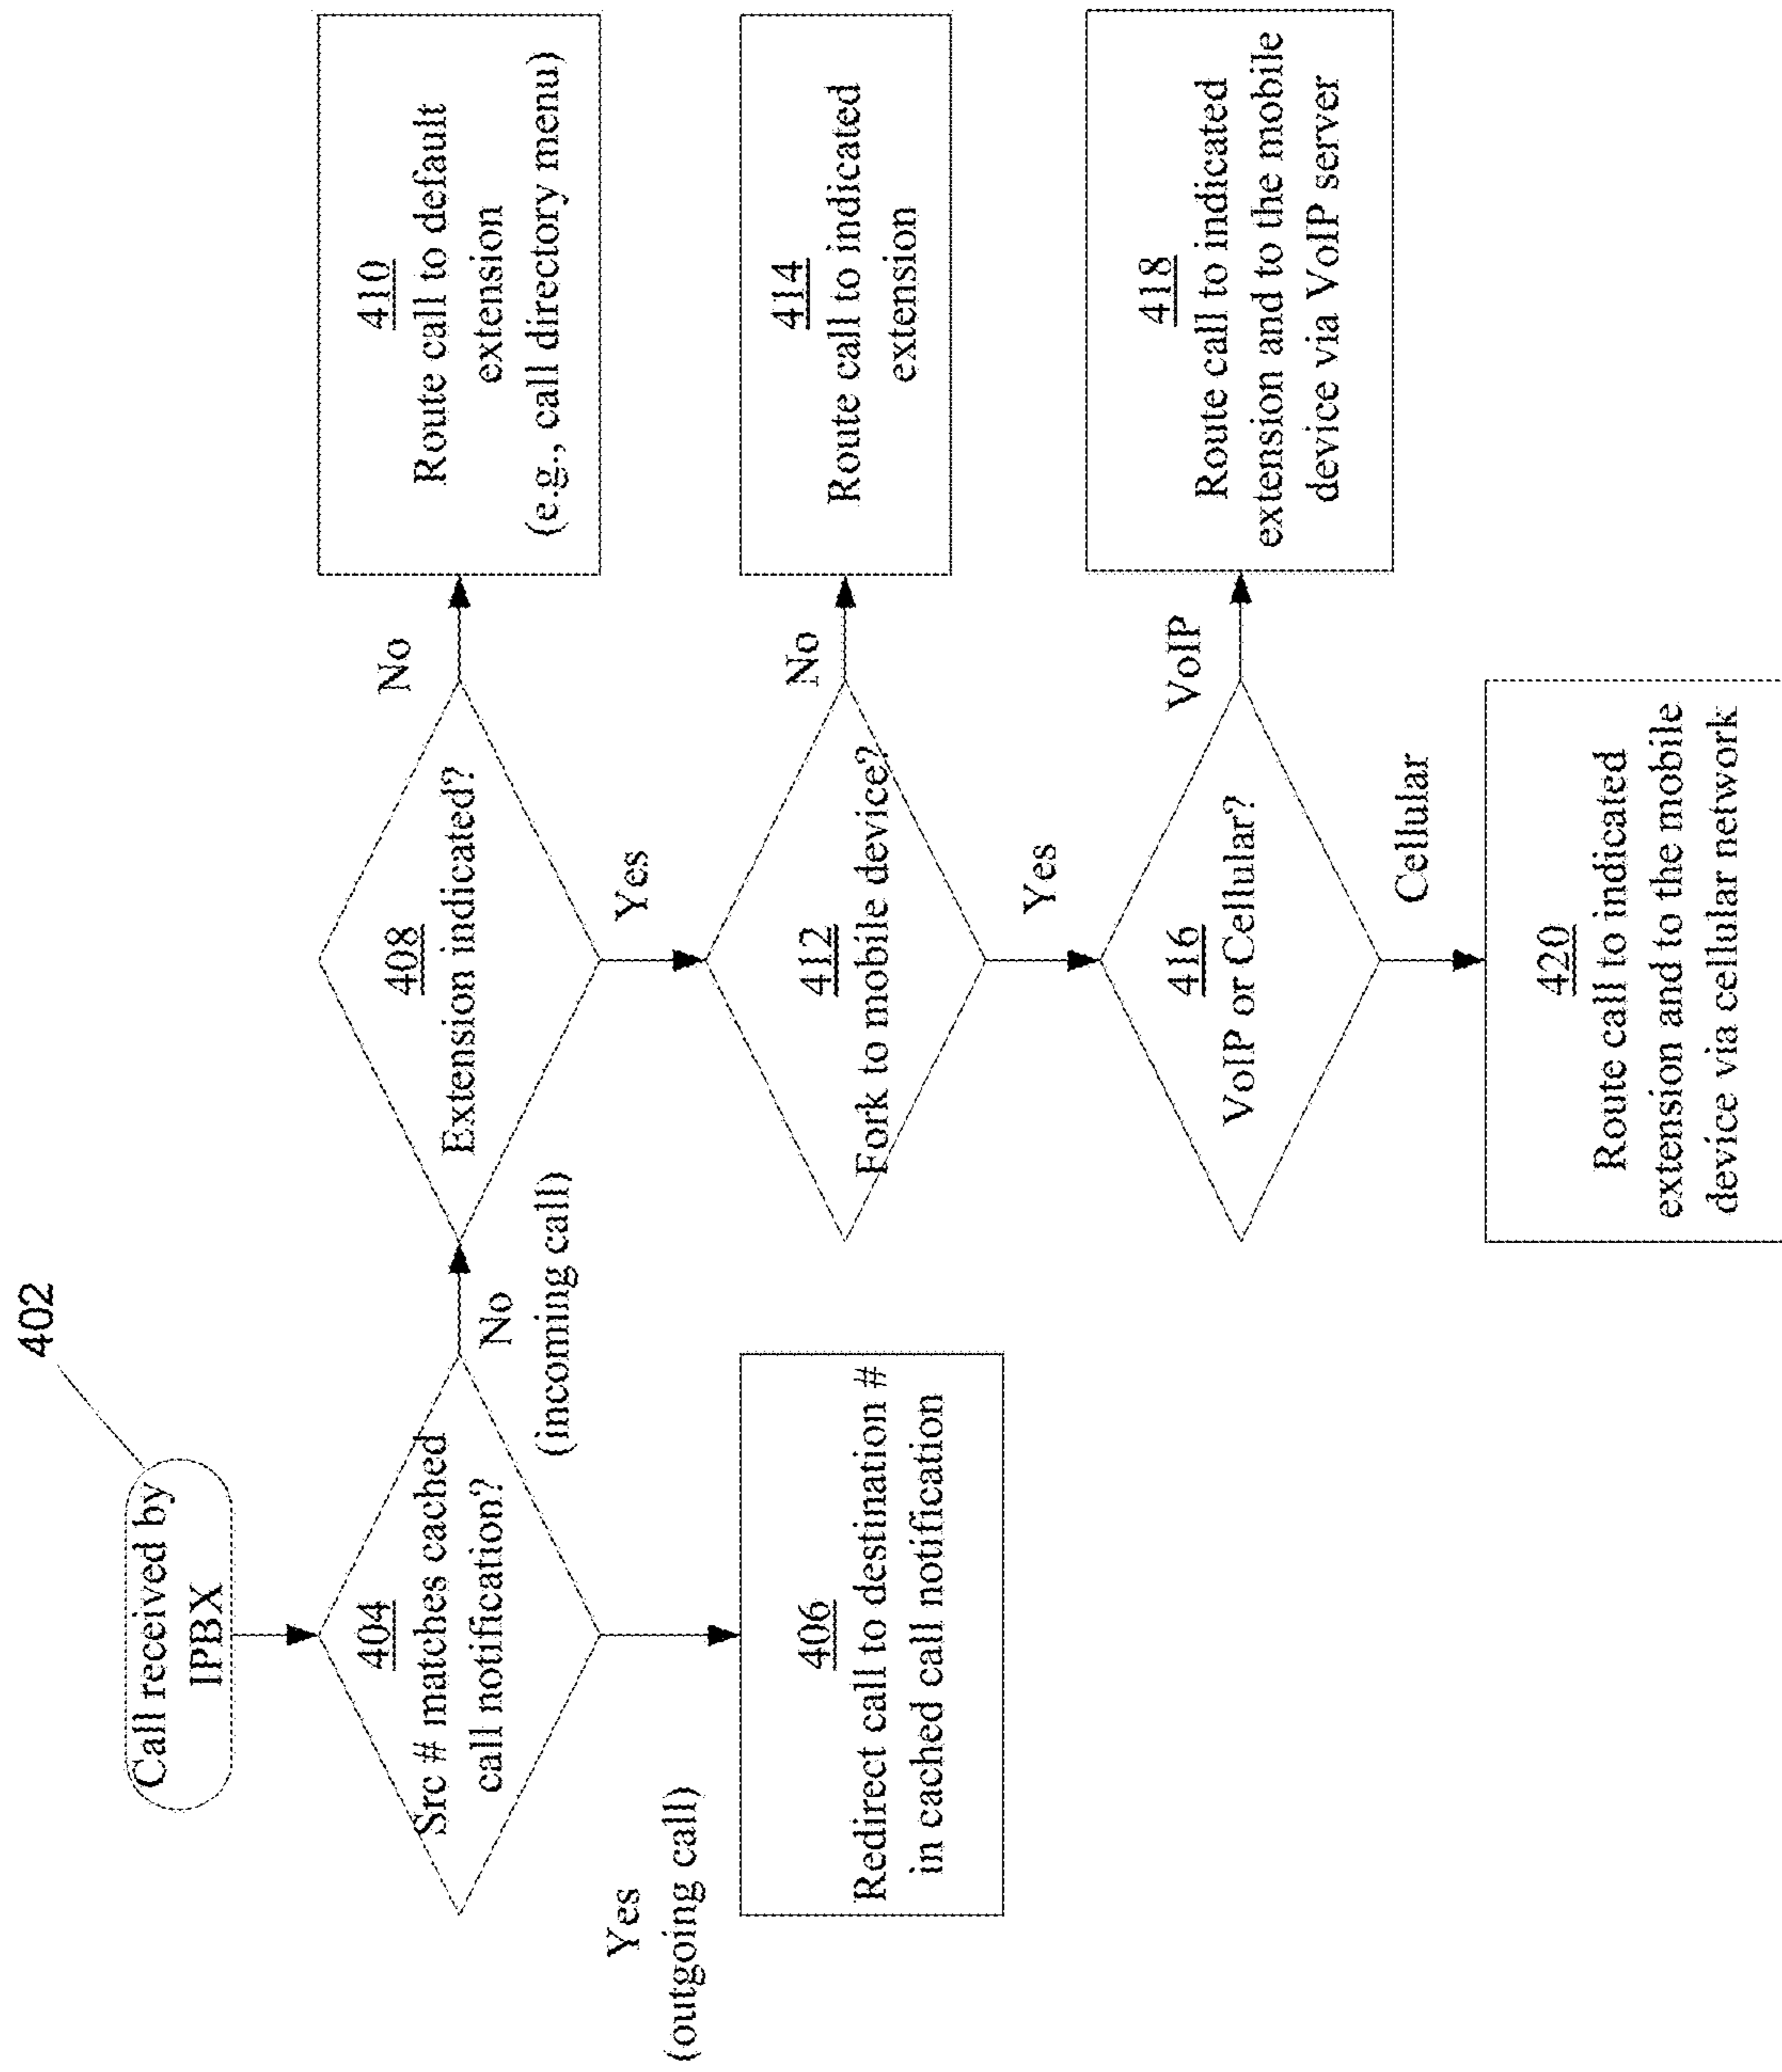 402
Call received by
IPBX
404
Src # matches cached
call notification?
Yes
(outgoing call)
406
Redirect call to destination #
in cached call notification
No
(incoming call)
408
Extension indicated?
No
410
Route call to default
extension
(e.g., call directory menu)
Yes
412
Fork to mobile device?
No
414
Route call to indicated
extension
Yes
416
VoIP or Cellular?
VoIP
418
Route call to indicated
extension and to the mobile
device via VoIP server
Cellular
420
Route call to indicated
extension and to the mobile
device via cellular network